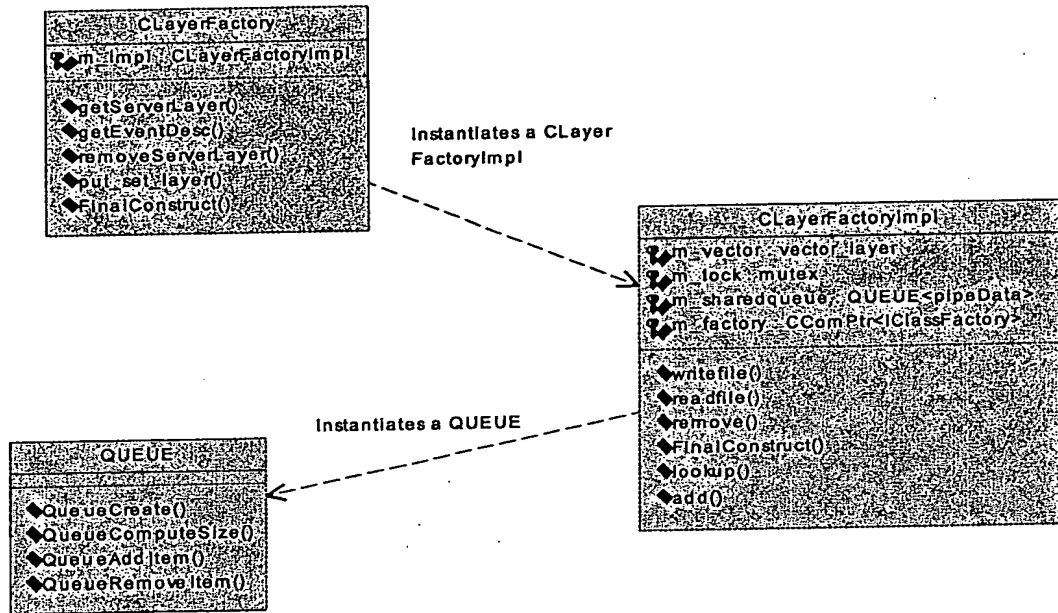 CLayerFactory
m_Impl CLayerFactoryImpl
getServerLayer()
getEventDesc()
removeServerLayer()
put_set_layer()
FinalConstruct()
Instantiates a CLayer
FactoryImpl
CLayerFactoryImpl
m_vector vector_layer
m_lock mutex
m_sharedqueue QUEUE<pipeData>
m_factory CComPtr<IClassFactory>
writefile()
readfile()
remove()
FinalConstruct()
lookup()
add()
Instantiates a QUEUE
QUEUE
QueueCreate()
QueueComputeSize()
QueueAddItem()
QueueRemoveItem()